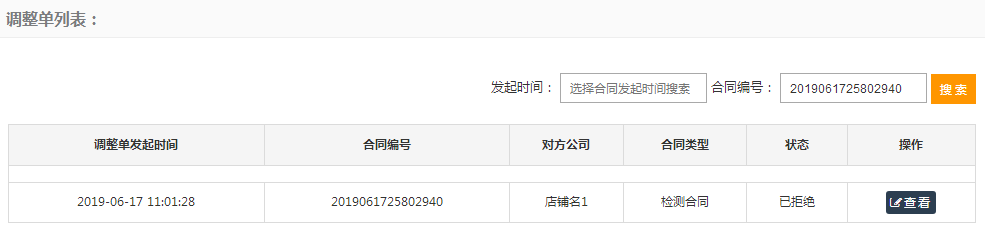 调整单列表：
发起时间： 选择合同发起时间搜索 合同编号： 2019061725802940 搜索
调整单发起时间 合同编号 对方公司 合同类型 状态 操作
2019-06-17 11:01:28 2019061725802940 店铺名1 检测合同 已拒绝 查看